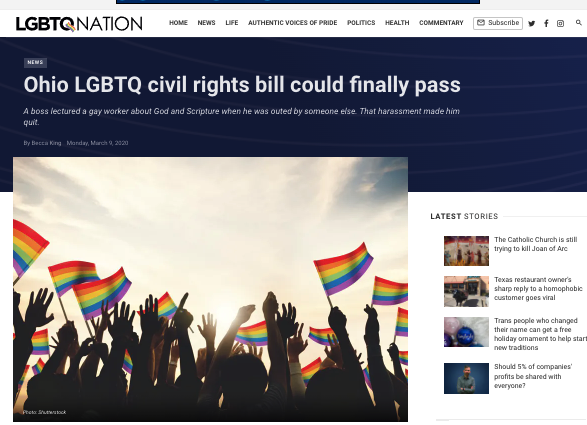 LGBTQNATION
HOME NEWS LIFE AUTHENTIC VOICES OF PRIDE POLITICS HEALTH COMMENTARY Subscribe
NEWS
Ohio LGBTQ civil rights bill could finally pass
A boss lectured a gay worker about God and Scripture when he was outed by someone else. That harassment made him
quit.
By Becca King Monday, March 9, 2020
LATEST STORIES
The Catholic Church is still
trying to kill Joan of Arc
Texas restaurant owner's
sharp reply to a homophobic
customer goes viral
Trans people who changed
their name can get a free
holiday ornament to help start
new traditions
Should 5% of companies'
profits be shared with
everyone?
Photo: Shutterstock